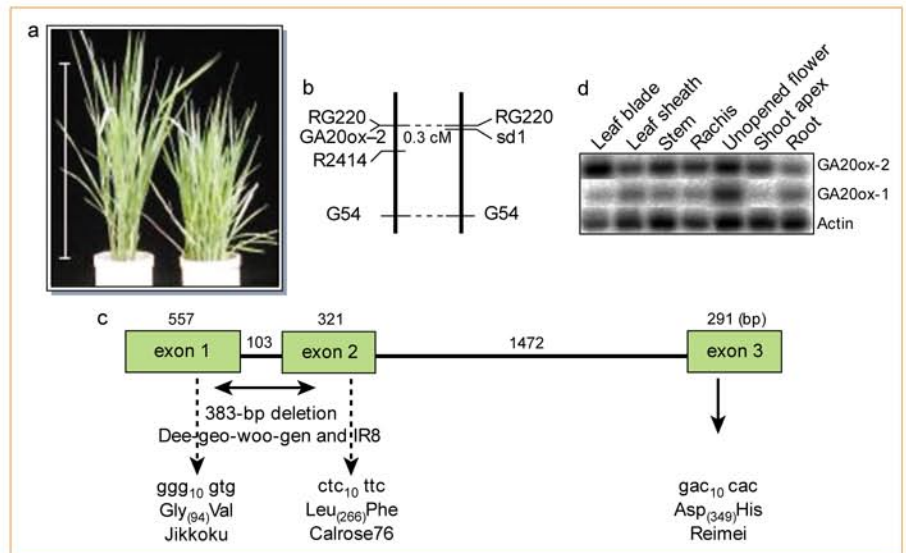 a
b
RG220
GA20ox–2
R2414
G54
0.3 cM
RG220
sd1
G54
d
Leaf blade
Leaf sheath
Stem
Rachis
Unopened flower
Shoot apex
Root
GA20ox-2
GA20ox-1
Actin
c
557
103
321
1472
291 (bp)
exon 1
exon 2
exon 3
383-bp deletion
Dee-geo-woo-gen and IR8
ggg10 gtg
Gly(94)Val
Jikkoku
ctc10 ttc
Leu(266)Phe
Calrose76
gac10 cac
Asp(349)His
Reimei